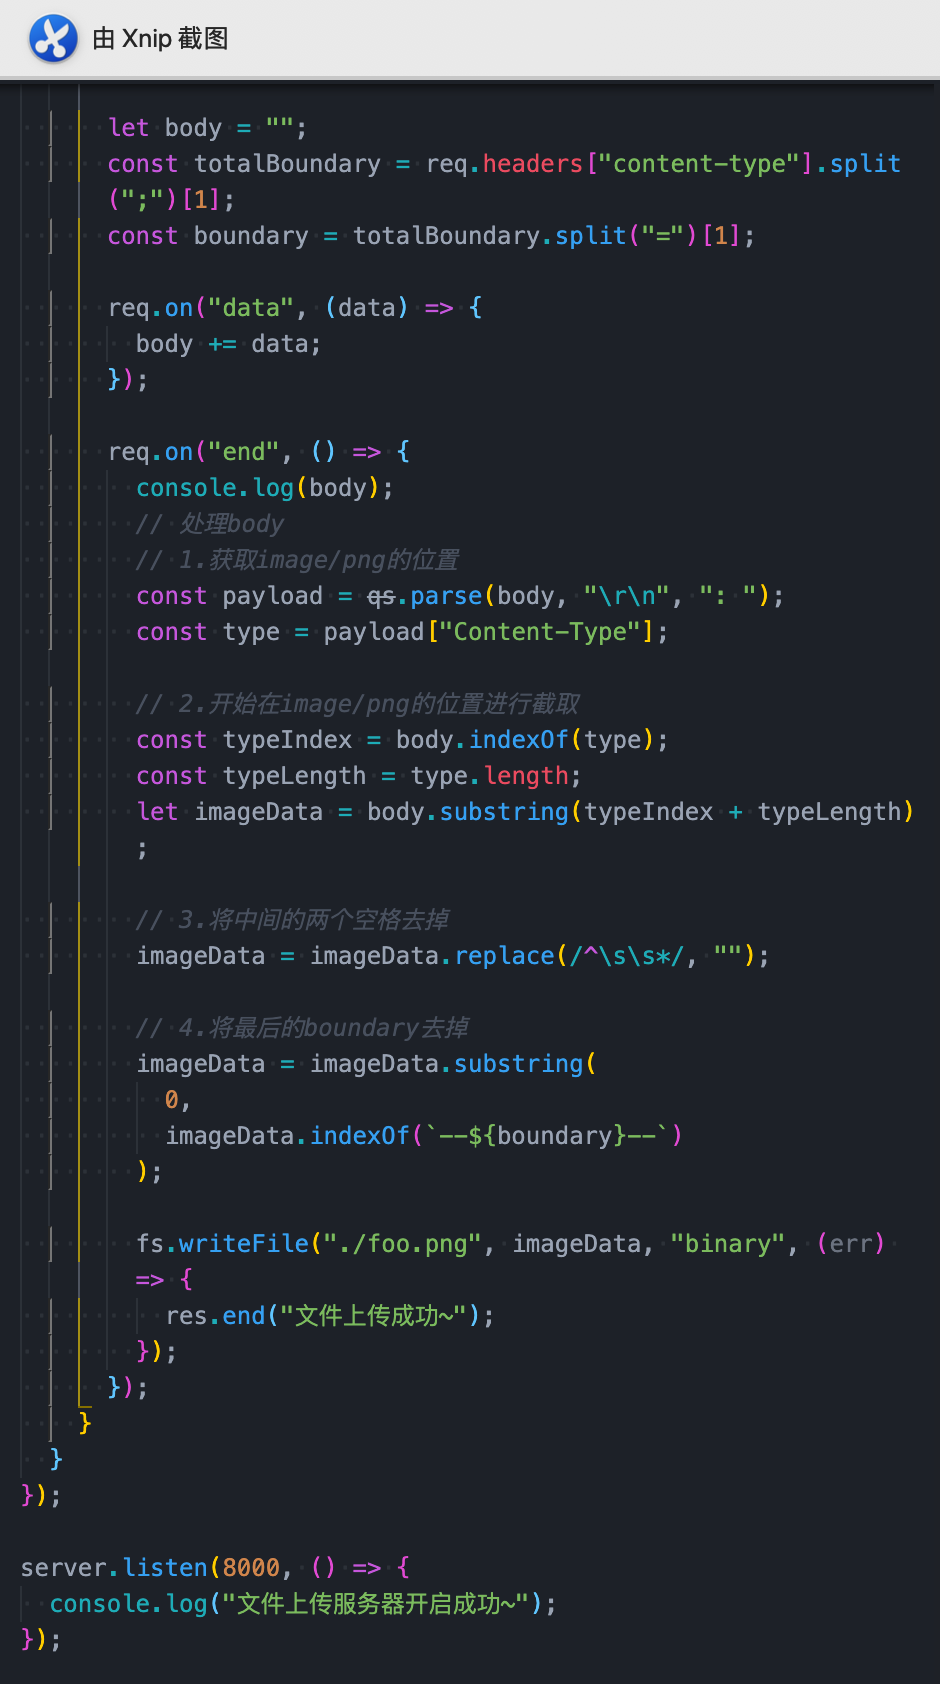 由 Xnip 截图
let body = "";
const totalBoundary = req.headers["content-type"].split
(";")[1];
const boundary = totalBoundary.split("=")[1];
req.on("data", (data) => {
body += data;
});
req.on("end", () => {
console.log(body);
// 处理body
// 1.获取image/png的位置
const payload = qs.parse(body, "\r\n", ": ");
const type = payload["Content-Type"];
// 2.开始在image/png的位置进行截取
const typeIndex = body.indexOf(type);
const typeLength = type.length;
let imageData = body.substring(typeIndex + typeLength)
;
// 3.将中间的两个空格去掉
imageData = imageData.replace(/^\s\s*/, "");
// 4.将最后的boundary去掉
imageData = imageData.substring(
0,
imageData.indexOf(`--${boundary}--`)
);
fs.writeFile("./foo.png", imageData, "binary", (err)
=> {
res.end("文件上传成功~");
});
});
}
}
});
server.listen(8000, () => {
console.log("文件上传服务器开启成功~");
});